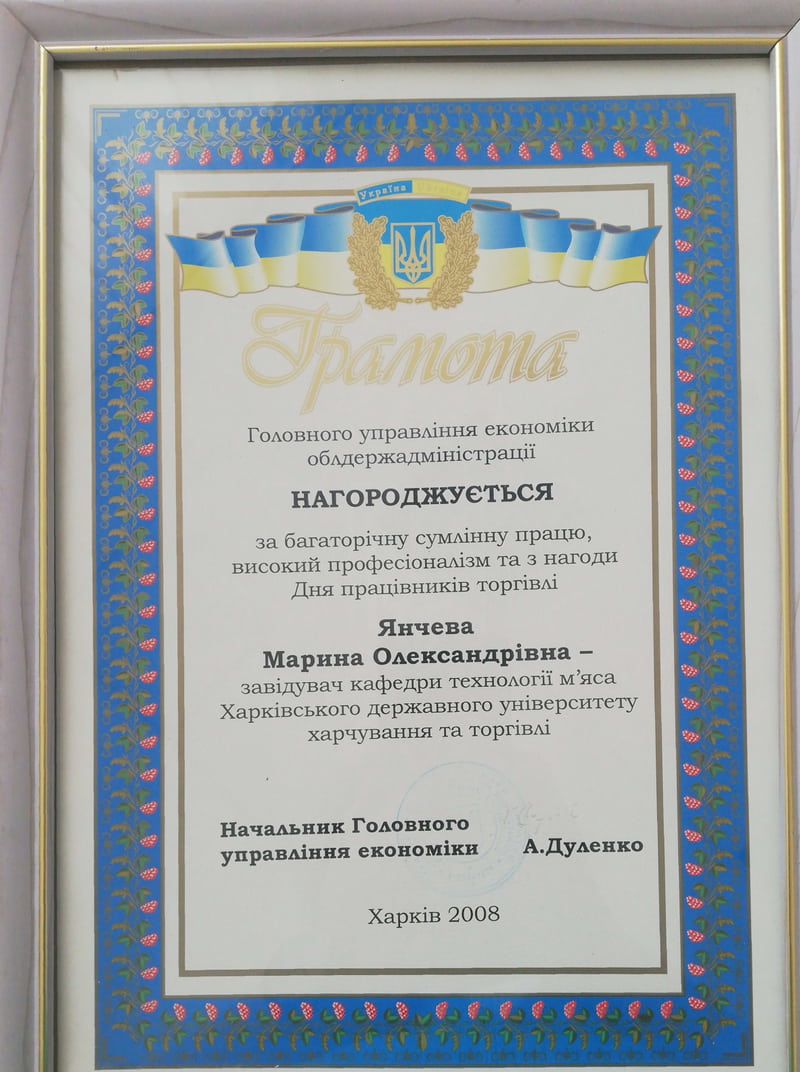 Україна Ukraine
Грамота
Головного управління економіки
облдержадміністрації
НАГОРОДЖУЄТЬСЯ
за багаторічну сумлінну працю,
високий професіоналізм та з нагоди
Дня працівників торгівлі
Янчева
Марина Олександрівна –
завідувач кафедри технології м’яса
Харківського державного університету
харчування та торгівлі
Начальник Головного
управління економіки А.Дуленко
Харків 2008